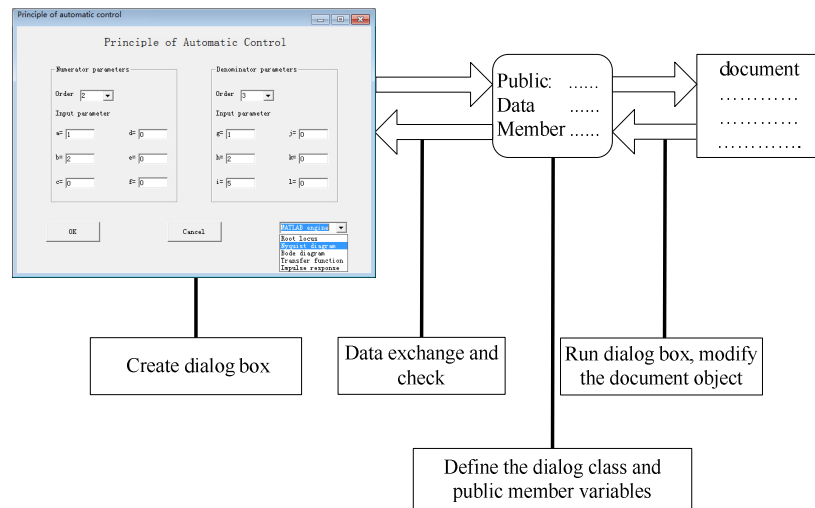 Principle of automatic control
Principle of Automatic Control
Numerator parameters
Order 2
Input parameter
a= 1 d= 0
b= 2 e= 0
c= 0 f= 0
Denominator parameters
Order 3
Input parameter
g= 1 j= 0
h= 2 k= 0
i= 5 l= 0
OK
Cancel
MATLAB engine
Root locus
Nyquist diagram
Bode diagram
Transfer function
Impulse response
Public: ......
Data ......
Member ......
document
............
............
............
Create dialog box
Data exchange and
check
Run dialog box, modify
the document object
Define the dialog class and
public member variables